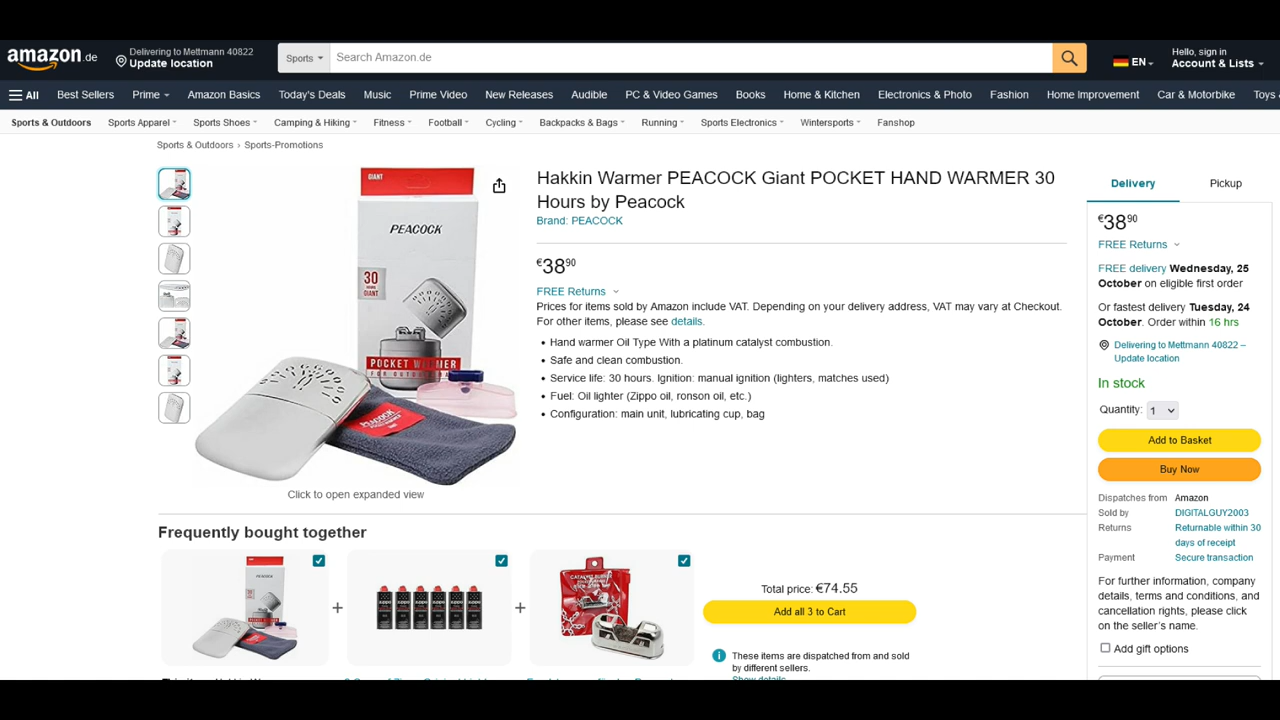 amazon.de
Delivering to Mettmann 40822
Update location
Sports
Search Amazon.de
EN
Hello, sign in
Account & Lists
All
Best Sellers
Prime
Amazon Basics
Today's Deals
Music
Prime Video
New Releases
Audible
PC & Video Games
Books
Home & Kitchen
Electronics & Photo
Fashion
Home Improvement
Car & Motorbike
Toys
Sports & Outdoors
Sports Apparel
Sports Shoes
Camping & Hiking
Fitness
Football
Cycling
Backpacks & Bags
Running
Sports Electronics
Wintersports
Fanshop
Sports & Outdoors › Sports-Promotions
GIANT
PEACOCK
30
HOURS
GIANT
POCKET WARMER
PEACOCK
Click to open expanded view
Hakkin Warmer PEACOCK Giant POCKET HAND WARMER 30
Hours by Peacock
Brand: PEACOCK
€38 90
FREE Returns
Prices for items sold by Amazon include VAT. Depending on your delivery address, VAT may vary at Checkout.
For other items, please see details.
• Hand warmer Oil Type With a platinum catalyst combustion.
• Safe and clean combustion.
• Service life: 30 hours. Ignition: manual ignition (lighters, matches used)
• Fuel: Oil lighter (Zippo oil, ronson oil, etc.)
• Configuration: main unit, lubricating cup, bag
Delivery
Pickup
€38 90
FREE Returns
FREE delivery Wednesday, 25
October on eligible first order
Or fastest delivery Tuesday, 24
October. Order within 16 hrs
Delivering to Mettmann 40822 –
Update location
In stock
Quantity: 1
Add to Basket
Buy Now
Dispatches from Amazon
Sold by DIGITALGUY2003
Returns Returnable within 30
days of receipt
Payment Secure transaction
For further information, company
details, terms and conditions, and
cancellation rights, please click
on the seller's name.
Add gift options
Frequently bought together
PEACOCK
+
+
Total price: €74.55
Add all 3 to Cart
These items are dispatched from and sold
by different sellers.
Show details